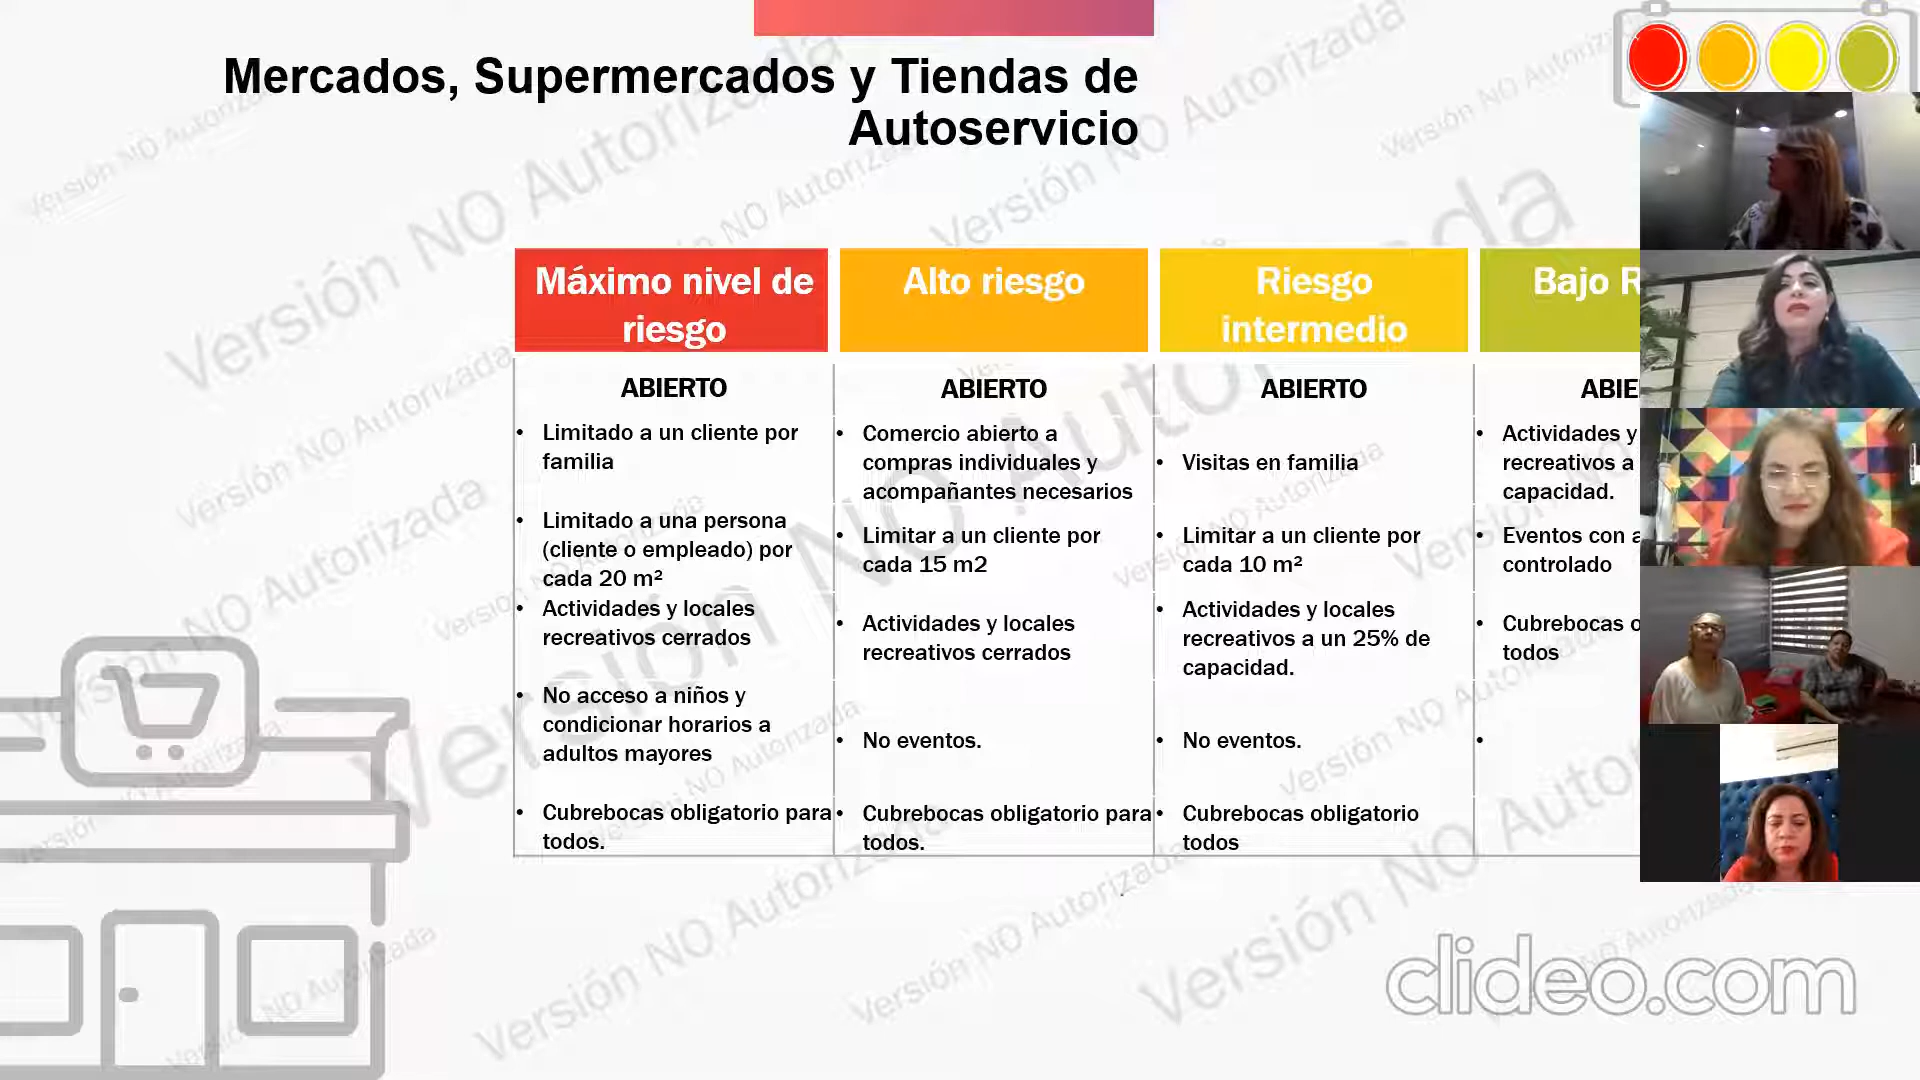 Mercados, Supermercados y Tiendas de
Autoservicio
Máximo nivel de
riesgo
ABIERTO
• Limitado a un cliente por
familia
• Limitado a una persona
(cliente o empleado) por
cada 20 m²
• Actividades y locales
recreativos cerrados
• No acceso a niños y
condicionar horarios a
adultos mayores
• Cubrebocas obligatorio para
todos.
Alto riesgo
ABIERTO
• Comercio abierto a
compras individuales y
acompañantes necesarios
• Limitar a un cliente por
cada 15 m2
• Actividades y locales
recreativos cerrados
• No eventos.
• Cubrebocas obligatorio para
todos.
Riesgo
intermedio
ABIERTO
• Visitas en familia
• Limitar a un cliente por
cada 10 m²
• Actividades y locales
recreativos a un 25% de
capacidad.
• No eventos.
• Cubrebocas obligatorio
todos
Bajo R
ABIE
• Actividades y
recreativos a
capacidad.
• Eventos con a
controlado
• Cubrebocas o
todos
•
Versión NO Autorizada
clideo.com